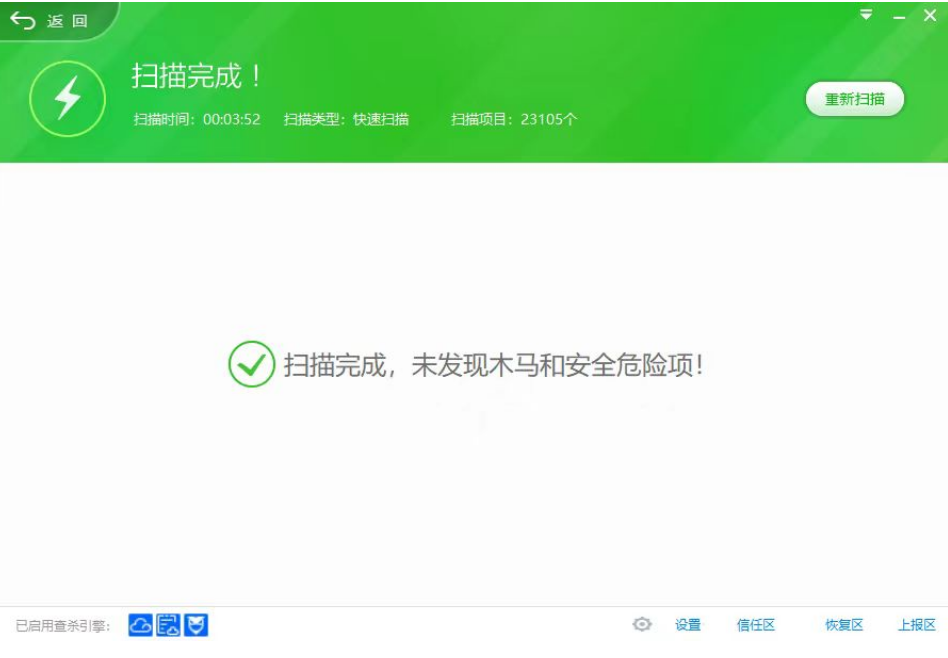 返回
扫描完成！
重新扫描
扫描时间：00:03:52 扫描类型：快速扫描 扫描项目：23105个
扫描完成，未发现木马和安全危险项！
已启用查杀引擎： 设置 信任区 恢复区 上报区